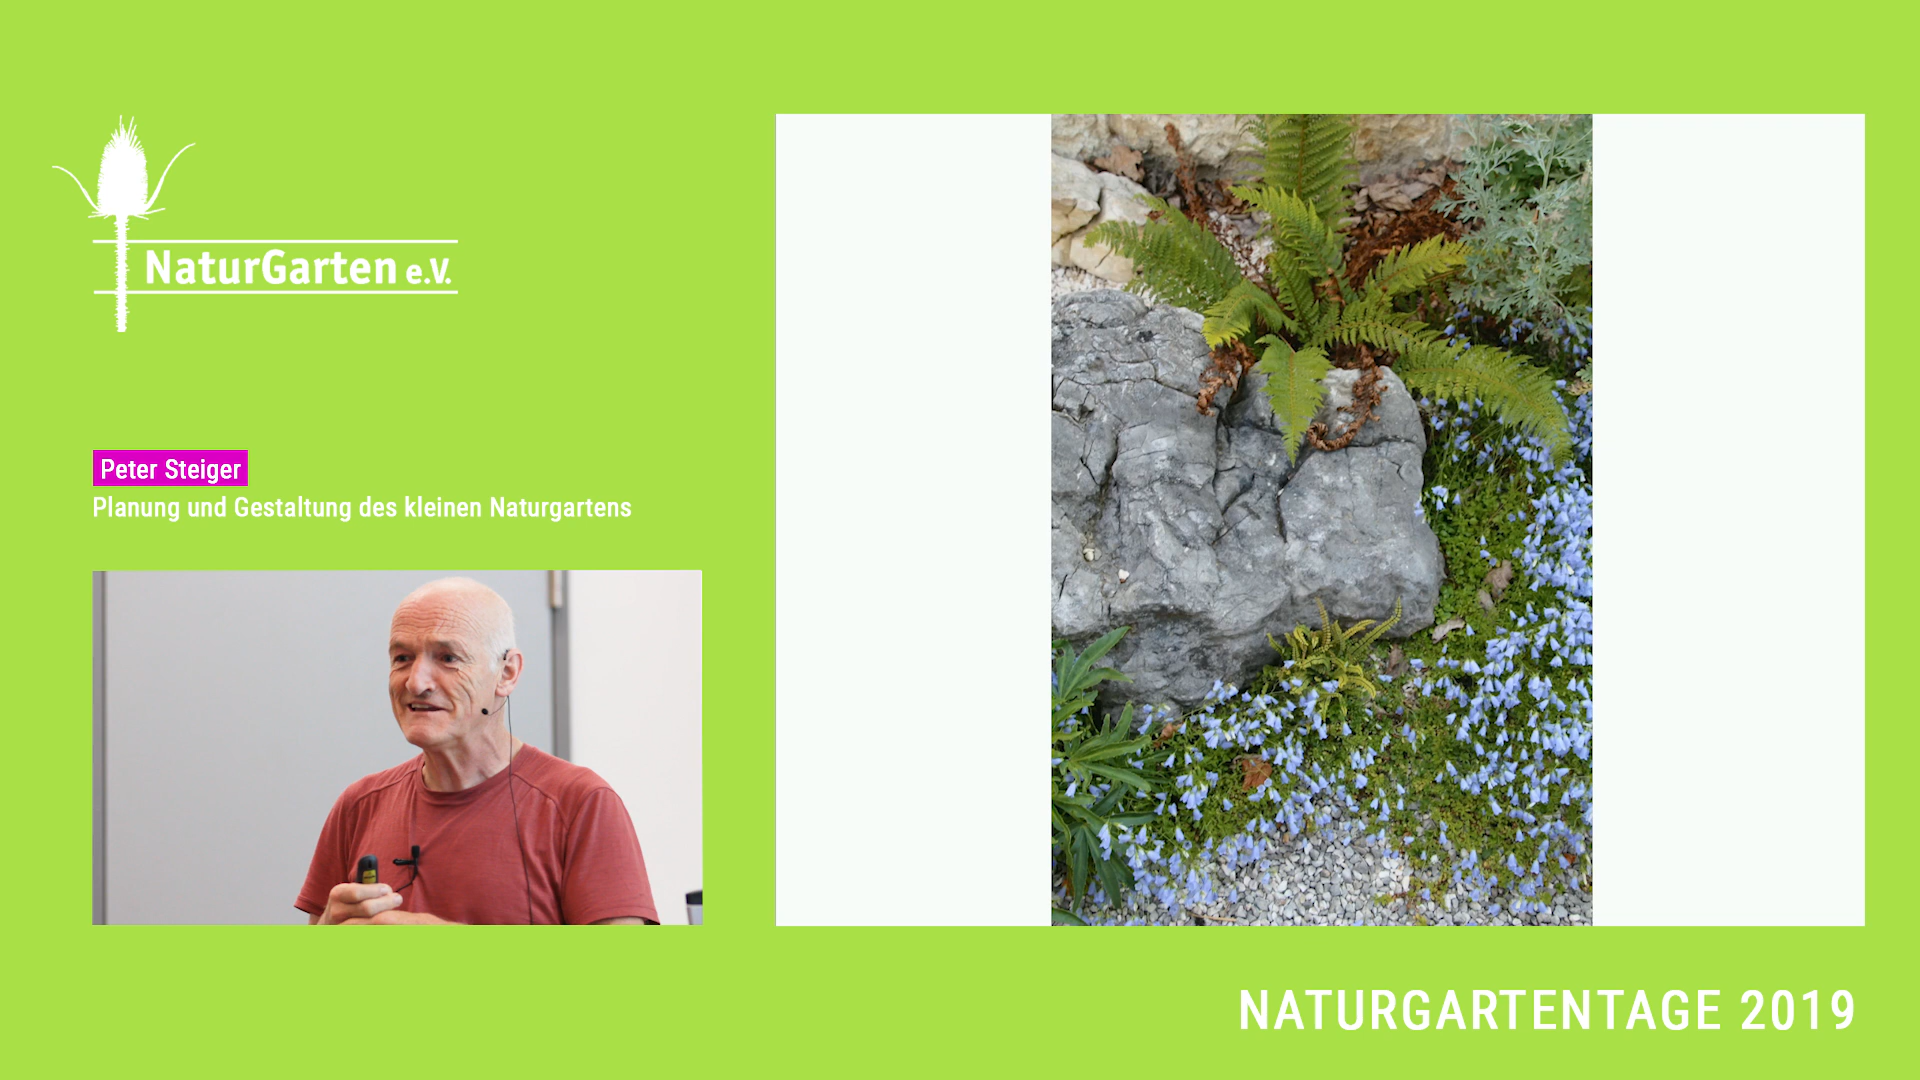 NaturGarten e.V.
Peter Steiger
Planung und Gestaltung des kleinen Naturgartens
NATURGARTENTAGE 2019